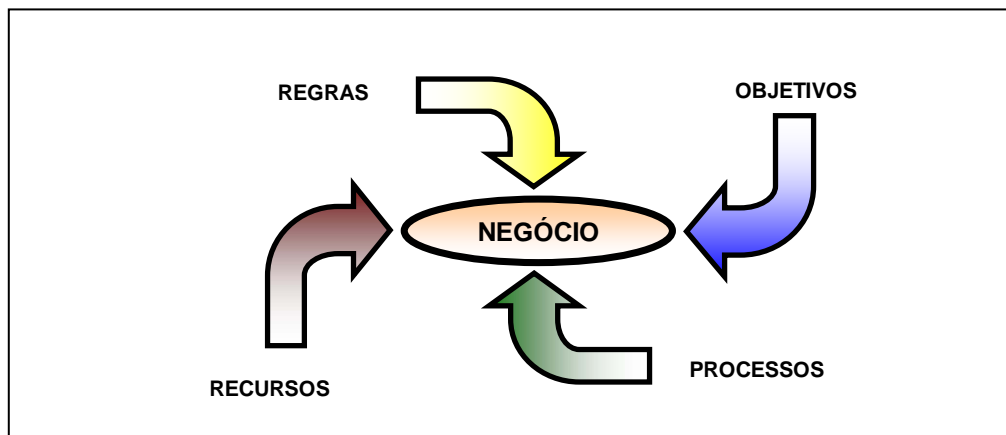 REGRAS
OBJETIVOS
NEGÓCIO
RECURSOS
PROCESSOS